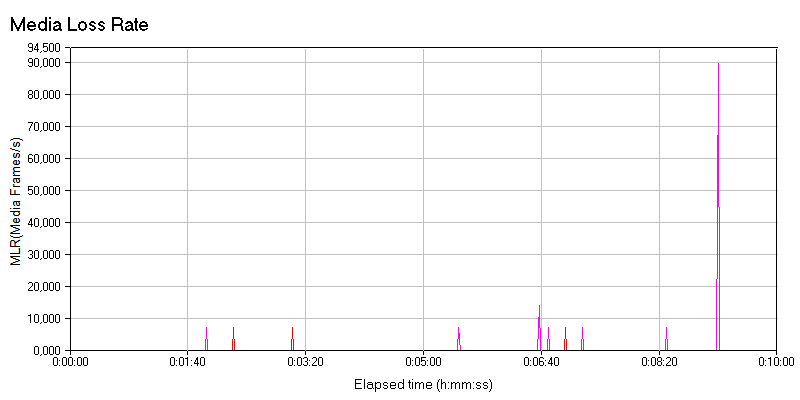 Media Loss Rate
94,500
90,000
80,000
70,000
60,000
50,000
40,000
30,000
20,000
10,000
0,000
MLR(Media Frames/s)
0:00:00 0:01:40 0:03:20 0:05:00 0:06:40 0:08:20 0:10:00
Elapsed time (h:mm:ss)